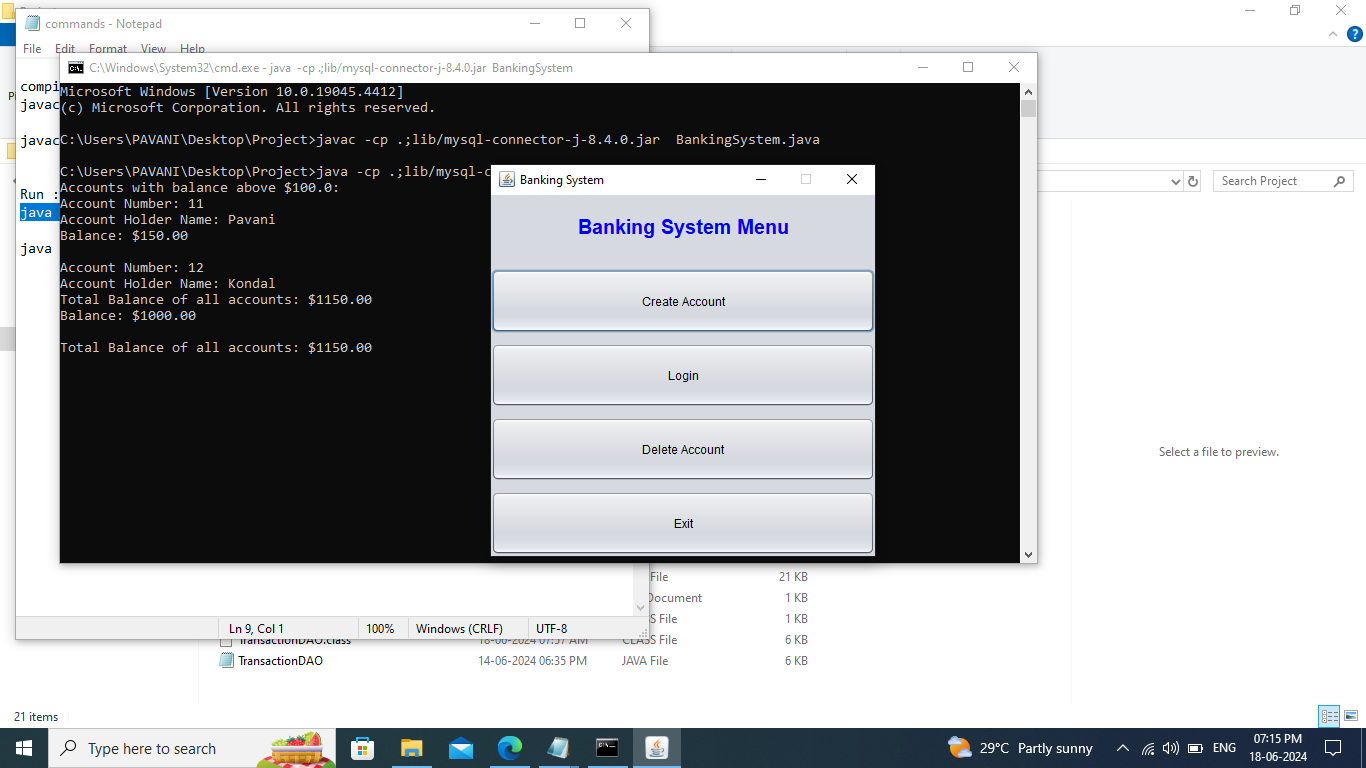 commands - Notepad
File Edit Format View Help
C:\Windows\System32\cmd.exe - java -cp .;lib/mysql-connector-j-8.4.0.jar BankingSystem
Microsoft Windows [Version 10.0.19045.4412]
(c) Microsoft Corporation. All rights reserved.
C:\Users\PAVANI\Desktop\Project>javac -cp .;lib/mysql-connector-j-8.4.0.jar BankingSystem.java
C:\Users\PAVANI\Desktop\Project>java -cp .;lib/mysql-c
Accounts with balance above $100.0:
Account Number: 11
Account Holder Name: Pavani
Balance: $150.00
Account Number: 12
Account Holder Name: Kondal
Total Balance of all accounts: $1150.00
Balance: $1000.00
Total Balance of all accounts: $1150.00
compi
javac
javac
Run :
java
java
Banking System
Banking System Menu
Create Account
Login
Delete Account
Exit
Search Project
Select a file to preview.
File 21 KB
Document 1 KB
S File 1 KB
Ln 9, Col 1 100% Windows (CRLF) UTF-8
TransactionDAO.class 18-06-2024 07:57 AM CLASS File 6 KB
TransactionDAO 14-06-2024 06:35 PM JAVA File 6 KB
21 items
Type here to search
29°C Partly sunny
ENG
07:15 PM
18-06-2024